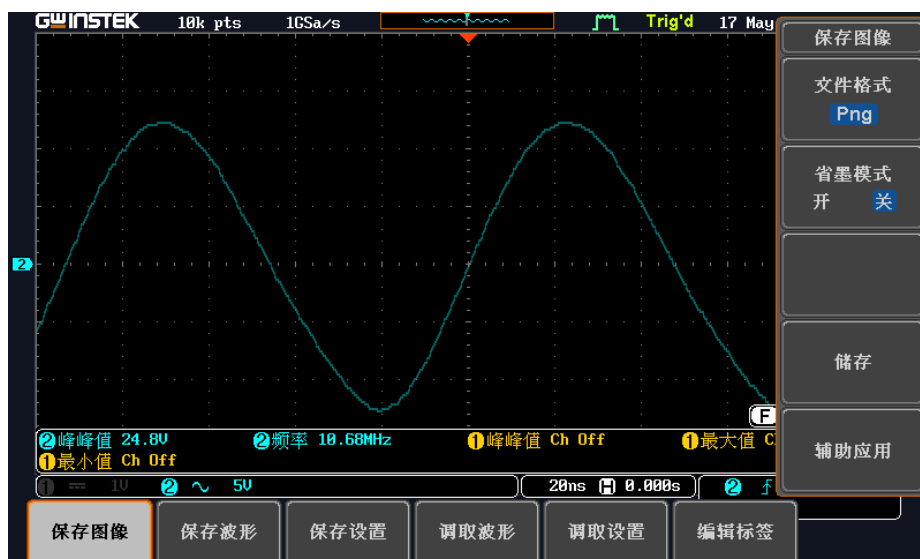 GWINSTEK 10k pts 1GSa/s Trig'd 17 May
保存图像
文件格式
Png
省墨模式
开 关
储存
辅助应用
2
F
2峰峰值 24.8V 2频率 10.68MHz 1峰峰值 Ch Off 1最大值 C
1最小值 Ch Off
1 1V 2 5V 20ns H 0.000s 2
保存图像 保存波形 保存设置 调取波形 调取设置 编辑标签